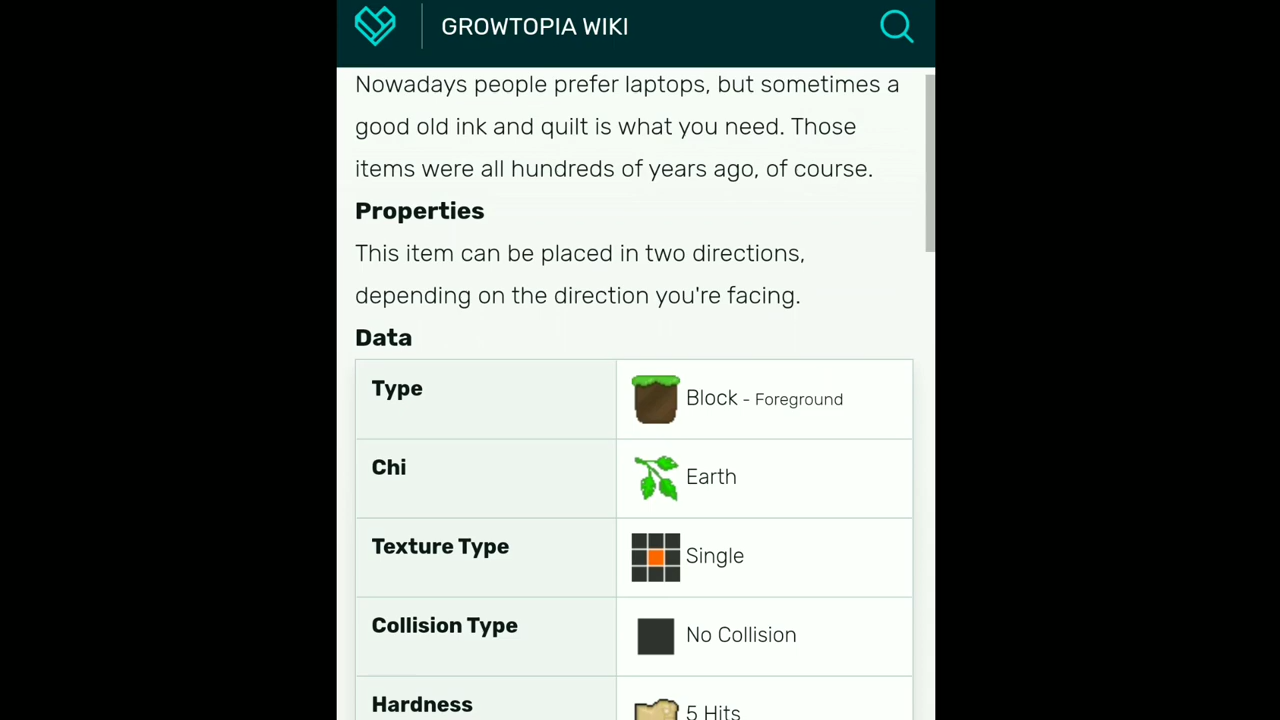 GROWTOPIA WIKI
Nowadays people prefer laptops, but sometimes a
good old ink and quilt is what you need. Those
items were all hundreds of years ago, of course.
Properties
This item can be placed in two directions,
depending on the direction you're facing.
Data
Type Block - Foreground
Chi Earth
Texture Type Single
Collision Type No Collision
Hardness 5 Hits